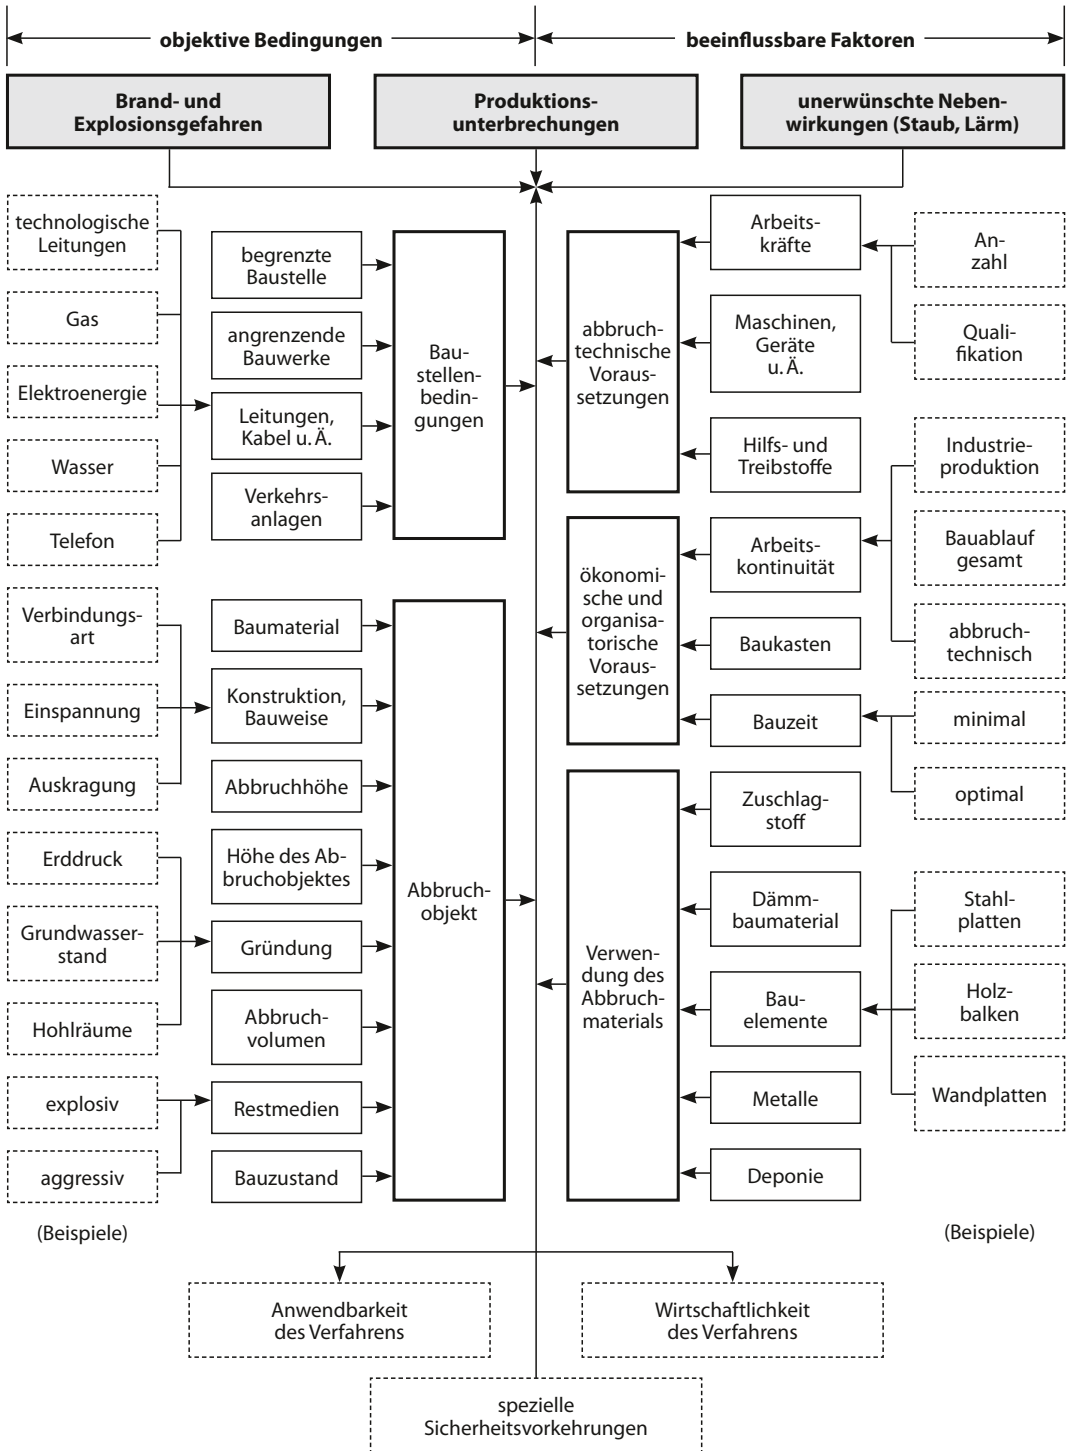 objektive Bedingungen
beeinflussbare Faktoren
Brand- und
Explosionsgefahren
Produktions-
unterbrechungen
unerwünschte Neben-
wirkungen (Staub, Lärm)
technologische
Leitungen
Gas
Elektroenergie
Wasser
Telefon
Verbindungs-
art
Einspannung
Auskragung
Erddruck
Grundwasser-
stand
Hohlräume
explosiv
aggressiv
(Beispiele)
begrenzte
Baustelle
angrenzende
Bauwerke
Leitungen,
Kabel u. Ä.
Verkehrs-
anlagen
Baumaterial
Konstruktion,
Bauweise
Abbruchhöhe
Höhe des Ab-
bruchobjektes
Gründung
Abbruch-
volumen
Restmedien
Bauzustand
Bau-
stellen-
bedin-
gungen
Abbruch-
objekt
abbruch-
technische
Voraus-
setzungen
ökonomi-
sche und
organisa-
torische
Voraus-
setzungen
Verwen-
dung des
Abbruch-
materials
Arbeits-
kräfte
Maschinen,
Geräte
u. Ä.
Hilfs- und
Treibstoffe
Arbeits-
kontinuität
Baukasten
Bauzeit
Zuschlag-
stoff
Dämm-
baumaterial
Bau-
elemente
Metalle
Deponie
An-
zahl
Quali-
fikation
Industrie-
produktion
Bauablauf
gesamt
abbruch-
technisch
minimal
optimal
Stahl-
platten
Holz-
balken
Wandplatten
(Beispiele)
Anwendbarkeit
des Verfahrens
Wirtschaftlichkeit
des Verfahrens
spezielle
Sicherheitsvorkehrungen